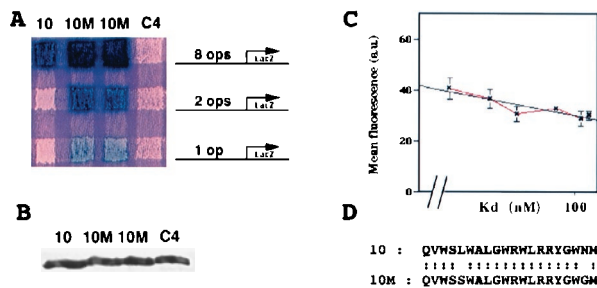 A
10 10M 10M C4
8 ops LacZ
2 ops LacZ
1 op LacZ
B
10 10M 10M C4
C
Mean fluorescence (a.u.)
60
40
20
0
Kd (nM) 100
D
10 : QVWSLWALGWRWLRRYGWNM
:::: ::::::::::::: :
10M : QVWSSWALGWRWLRRYGWGM